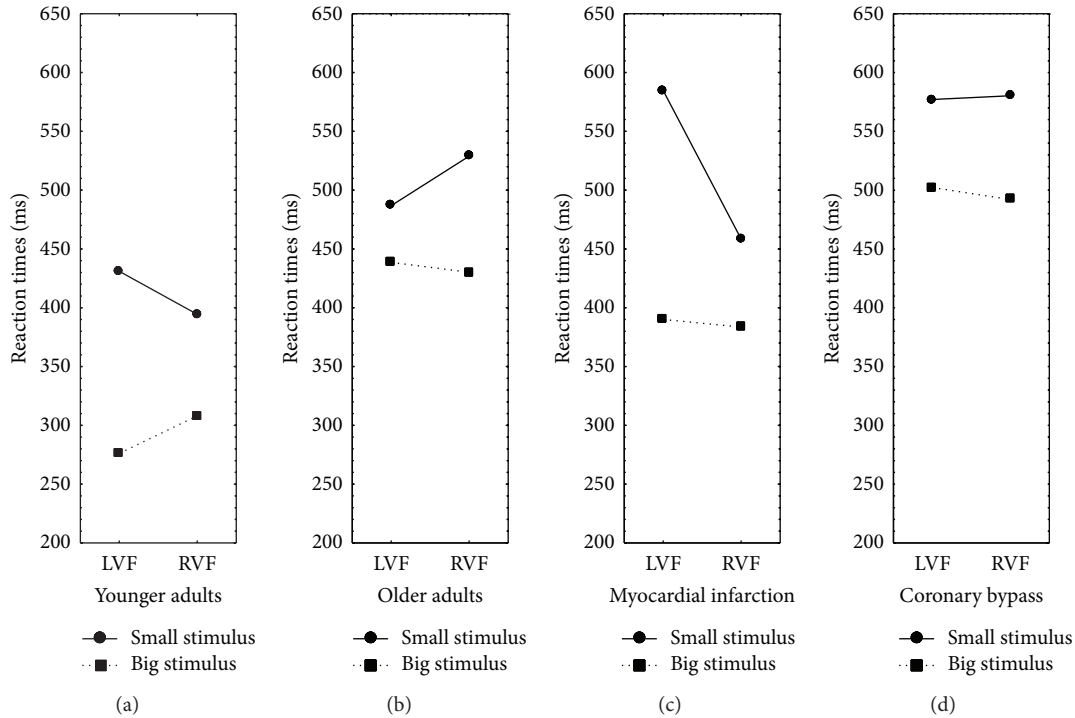 Reaction times (ms)
650
600
550
500
450
400
350
300
250
200
LVF RVF
Younger adults
Small stimulus
Big stimulus
(a)
Reaction times (ms)
650
600
550
500
450
400
350
300
250
200
LVF RVF
Older adults
Small stimulus
Big stimulus
(b)
Reaction times (ms)
650
600
550
500
450
400
350
300
250
200
LVF RVF
Myocardial infarction
Small stimulus
Big stimulus
(c)
Reaction times (ms)
650
600
550
500
450
400
350
300
250
200
LVF RVF
Coronary bypass
Small stimulus
Big stimulus
(d)